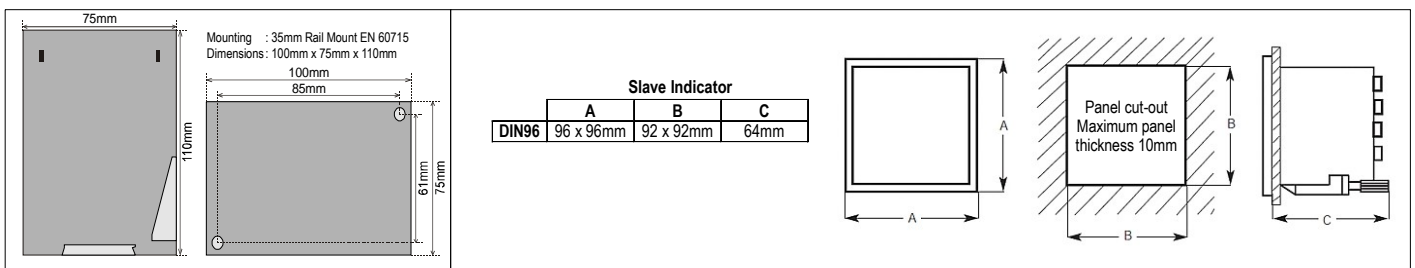 75mm
110mm
Mounting : 35mm Rail Mount EN 60715
Dimensions : 100mm x 75mm x 110mm
100mm
85mm
61mm
75mm
Slave Indicator
A B C
DIN96 96 x 96mm 92 x 92mm 64mm
A
A
Panel cut-out
Maximum panel
thickness 10mm
B
B
C